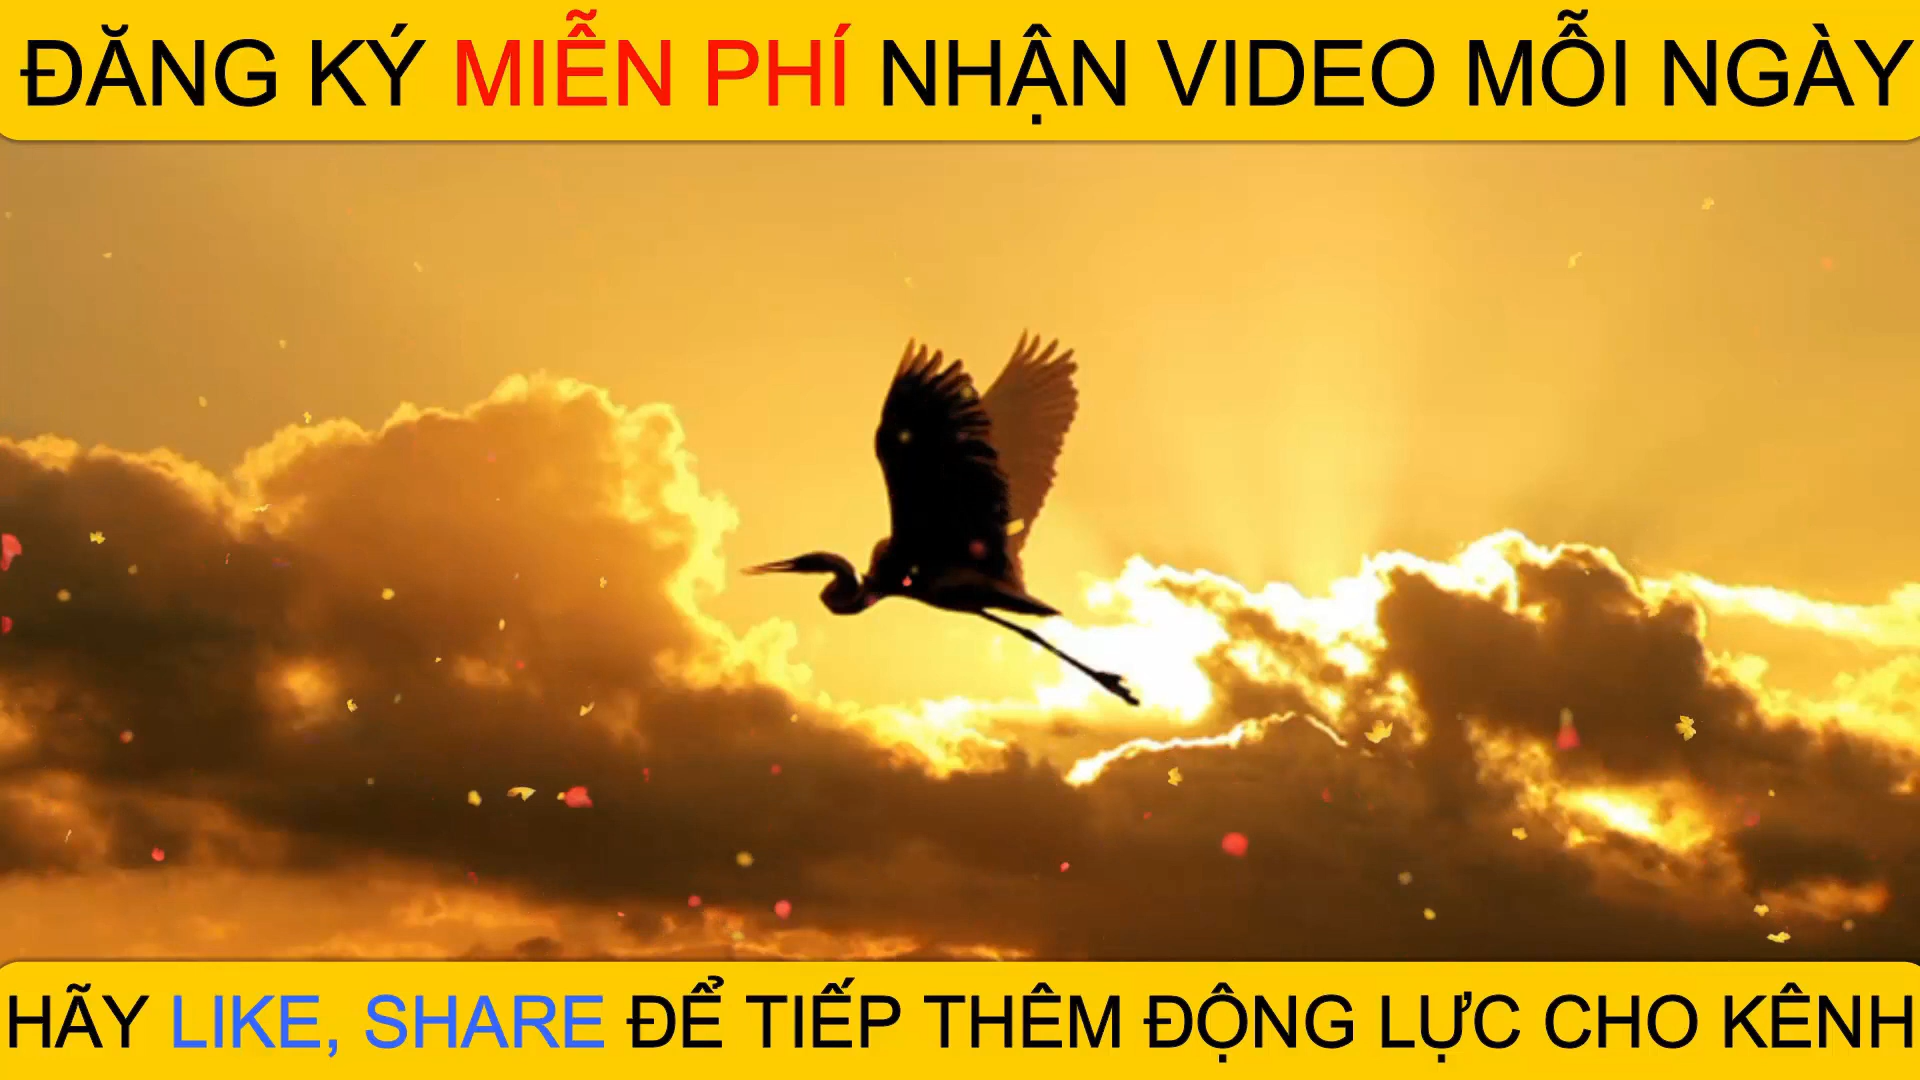 ĐĂNG KÝ MIỄN PHÍ NHẬN VIDEO MỖI NGÀY
HÃY LIKE, SHARE ĐỂ TIẾP THÊM ĐỘNG LỰC CHO KÊNH